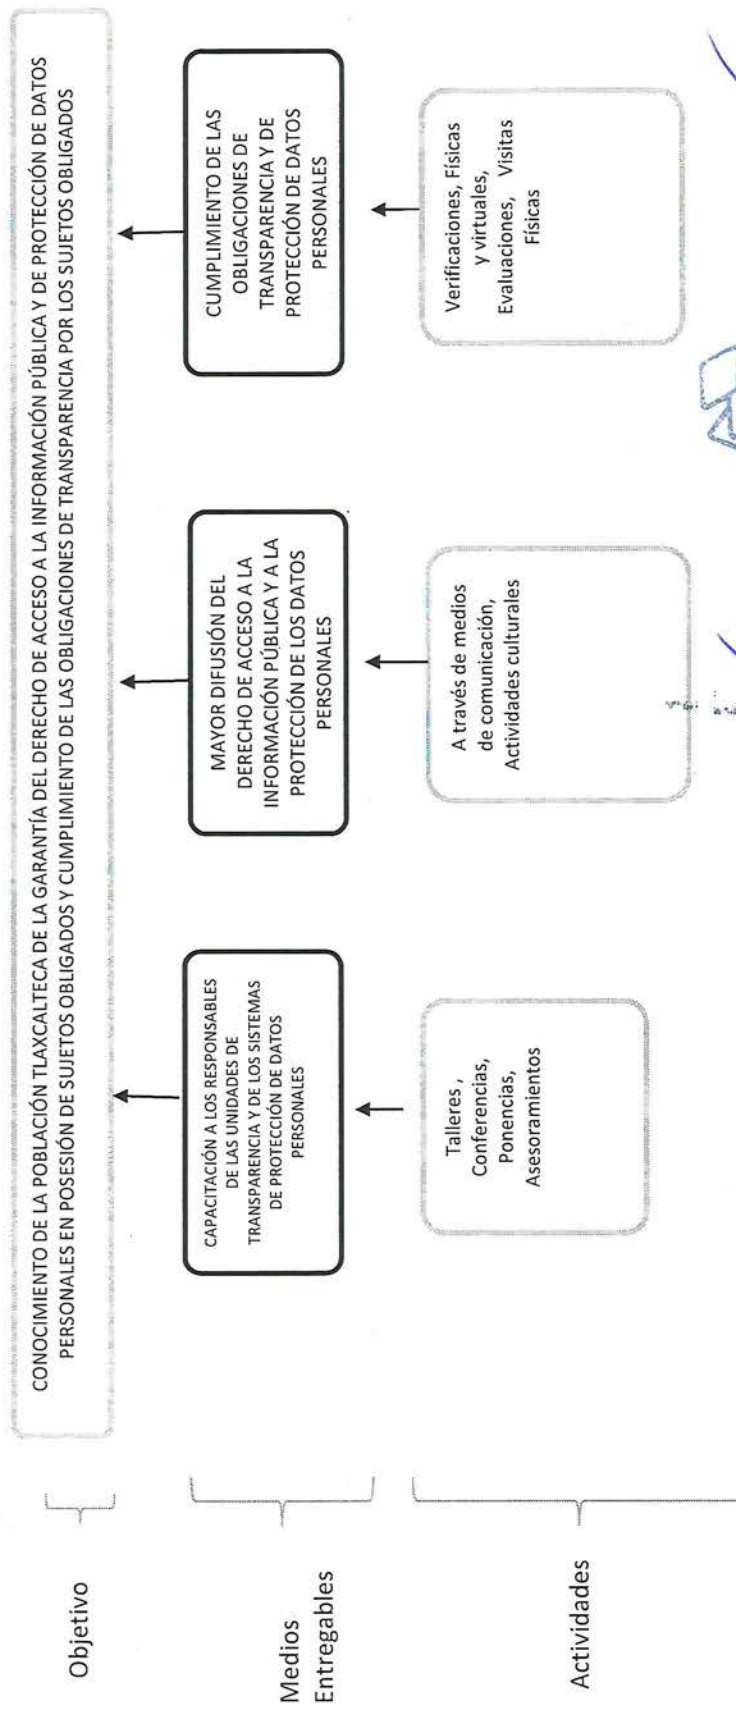 Objetivo
CONOCIMIENTO DE LA POBLACIÓN TLAXCALTECA DE LA GARANTÍA DEL DERECHO DE ACCESO A LA INFORMACIÓN PÚBLICA Y DE PROTECCIÓN DE DATOS
PERSONALES EN POSESIÓN DE SUJETOS OBLIGADOS Y CUMPLIMIENTO DE LAS OBLIGACIONES DE TRANSPARENCIA POR LOS SUJETOS OBLIGADOS
Medios
Entregables
CAPACITACIÓN A LOS RESPONSABLES
DE LAS UNIDADES DE
TRANSPARENCIA Y DE LOS SISTEMAS
DE PROTECCIÓN DE DATOS
PERSONALES
MAYOR DIFUSIÓN DEL
DERECHO DE ACCESO A LA
INFORMACIÓN PÚBLICA Y A LA
PROTECCIÓN DE LOS DATOS
PERSONALES
CUMPLIMIENTO DE LAS
OBLIGACIONES DE
TRANSPARENCIA Y DE
PROTECCIÓN DE DATOS
PERSONALES
Actividades
Talleres ,
Conferencias,
Ponencias,
Asesoramientos
A través de medios
de comunicación,
Actividades culturales
Verificaciones, Físicas
y virtuales,
Evaluaciones, Visitas
Físicas